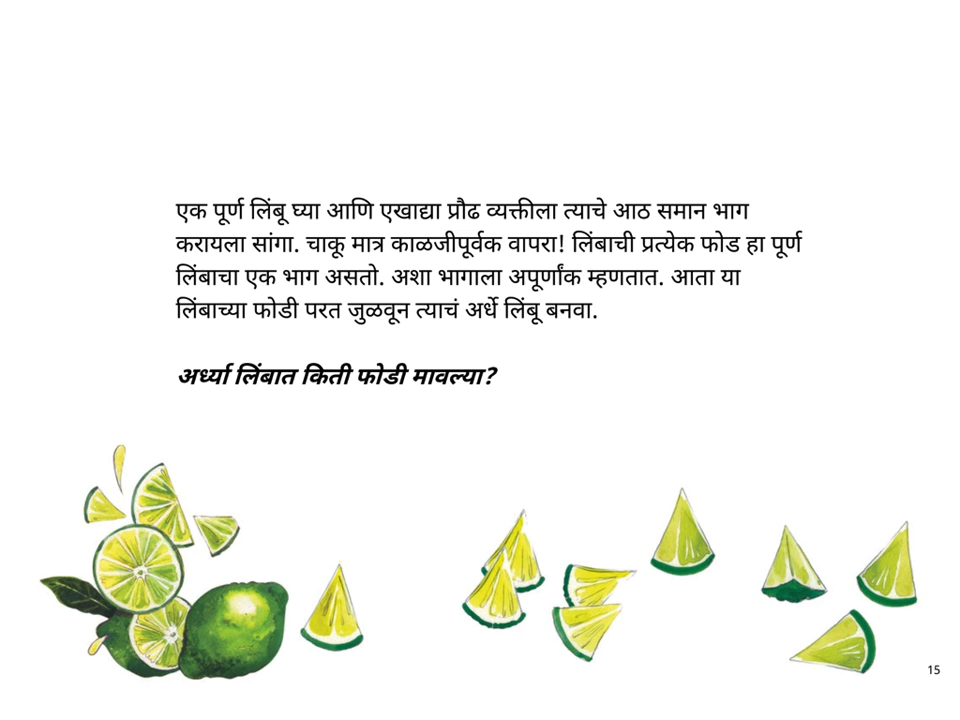 एक पूर्ण लिंबू घ्या आणि एखाद्या प्रौढ व्यक्तीला त्याचे आठ समान भाग
करायला सांगा. चाकू मात्र काळजीपूर्वक वापरा! लिंबाची प्रत्येक फोड हा पूर्ण
लिंबाचा एक भाग असतो. अशा भागाला अपूर्णांक म्हणतात. आता या
लिंबाच्या फोडी परत जुळवून त्याचं अर्धे लिंबू बनवा.
अर्ध्या लिंबात किती फोडी मावल्या?
15